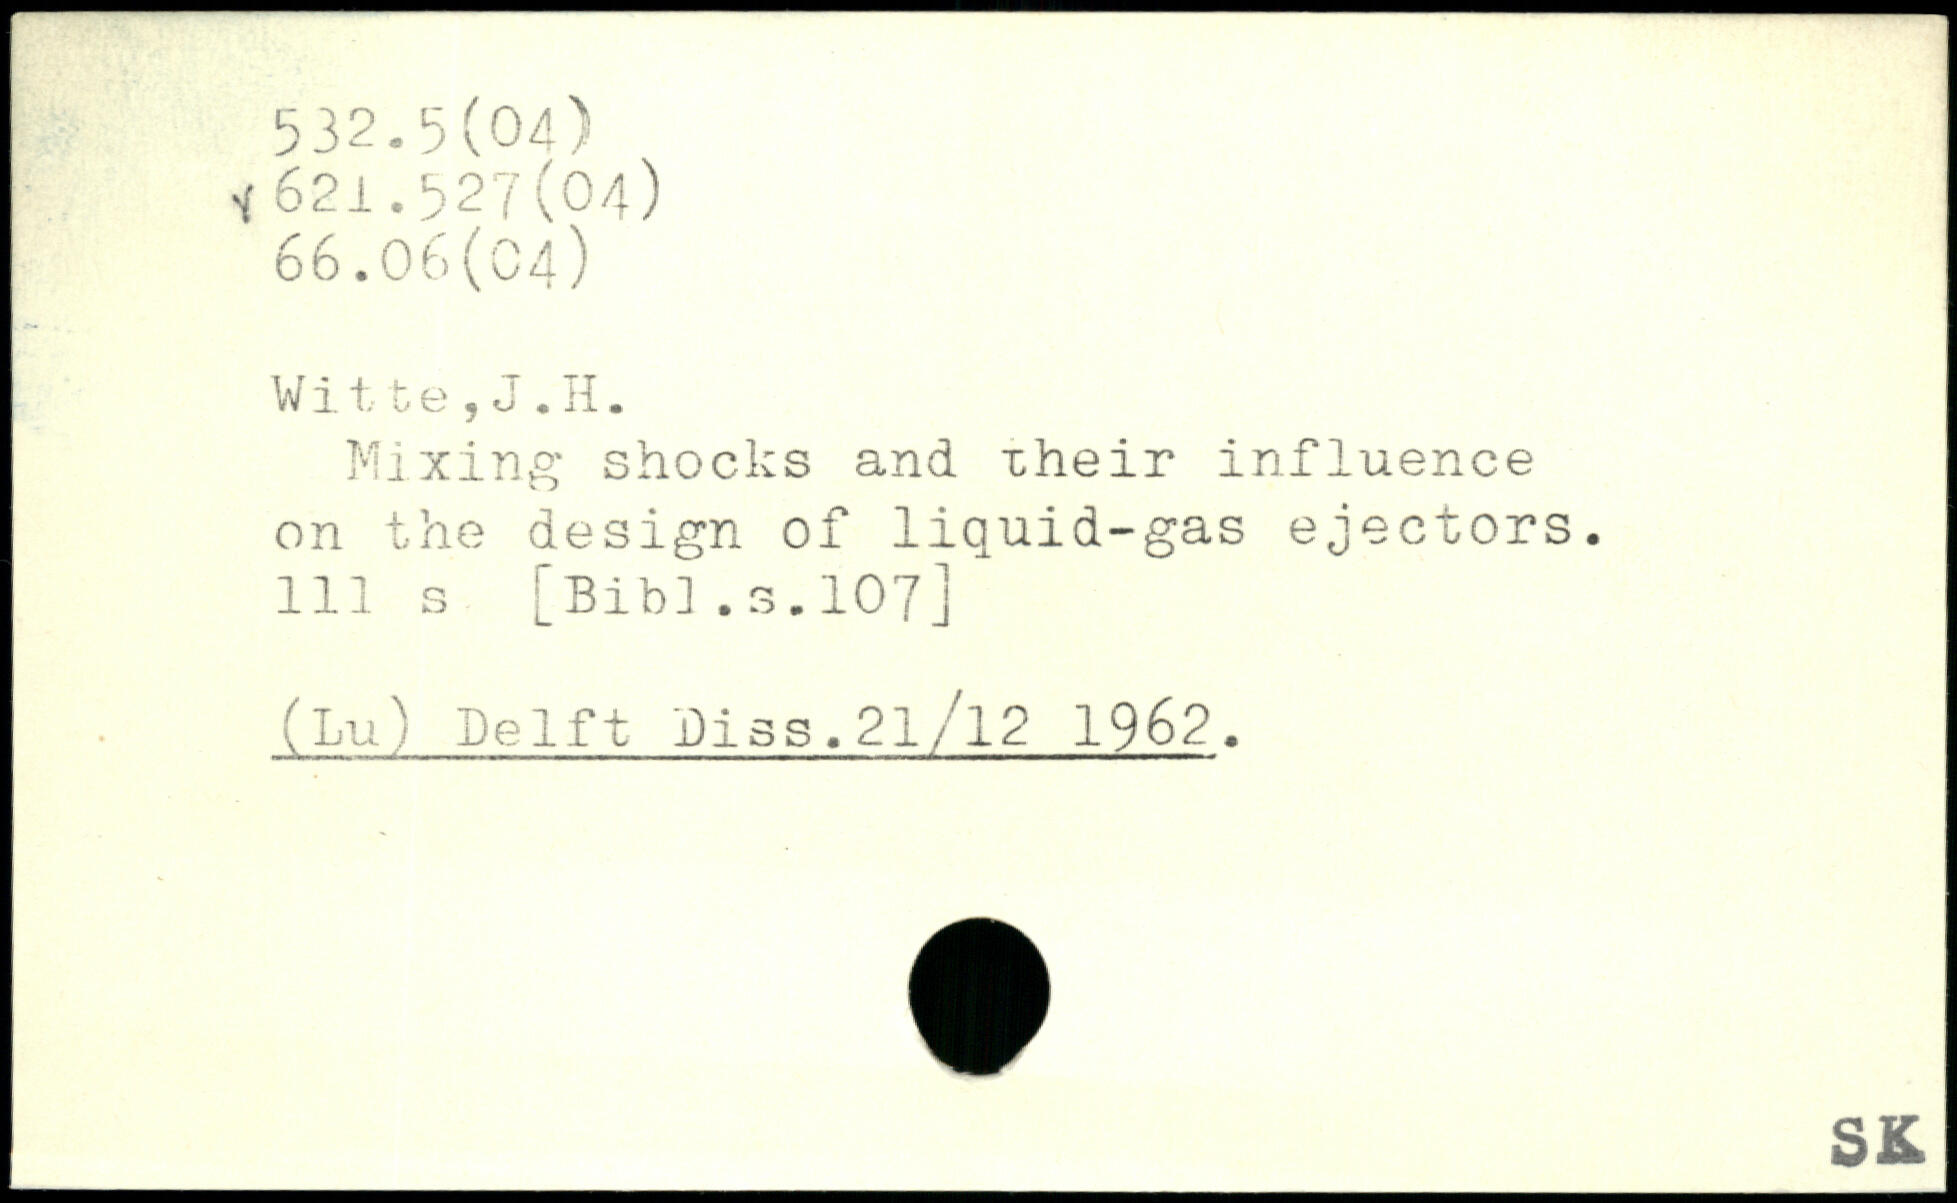 532.5(04)
621.527(04)
66.06(04)
Witte,J.H.
Mixing shocks and their influence
on the design of liquid-gas ejectors.
111 s [Bibl.s.107]
(Lu) Delft Diss.21/12 1962.
SK